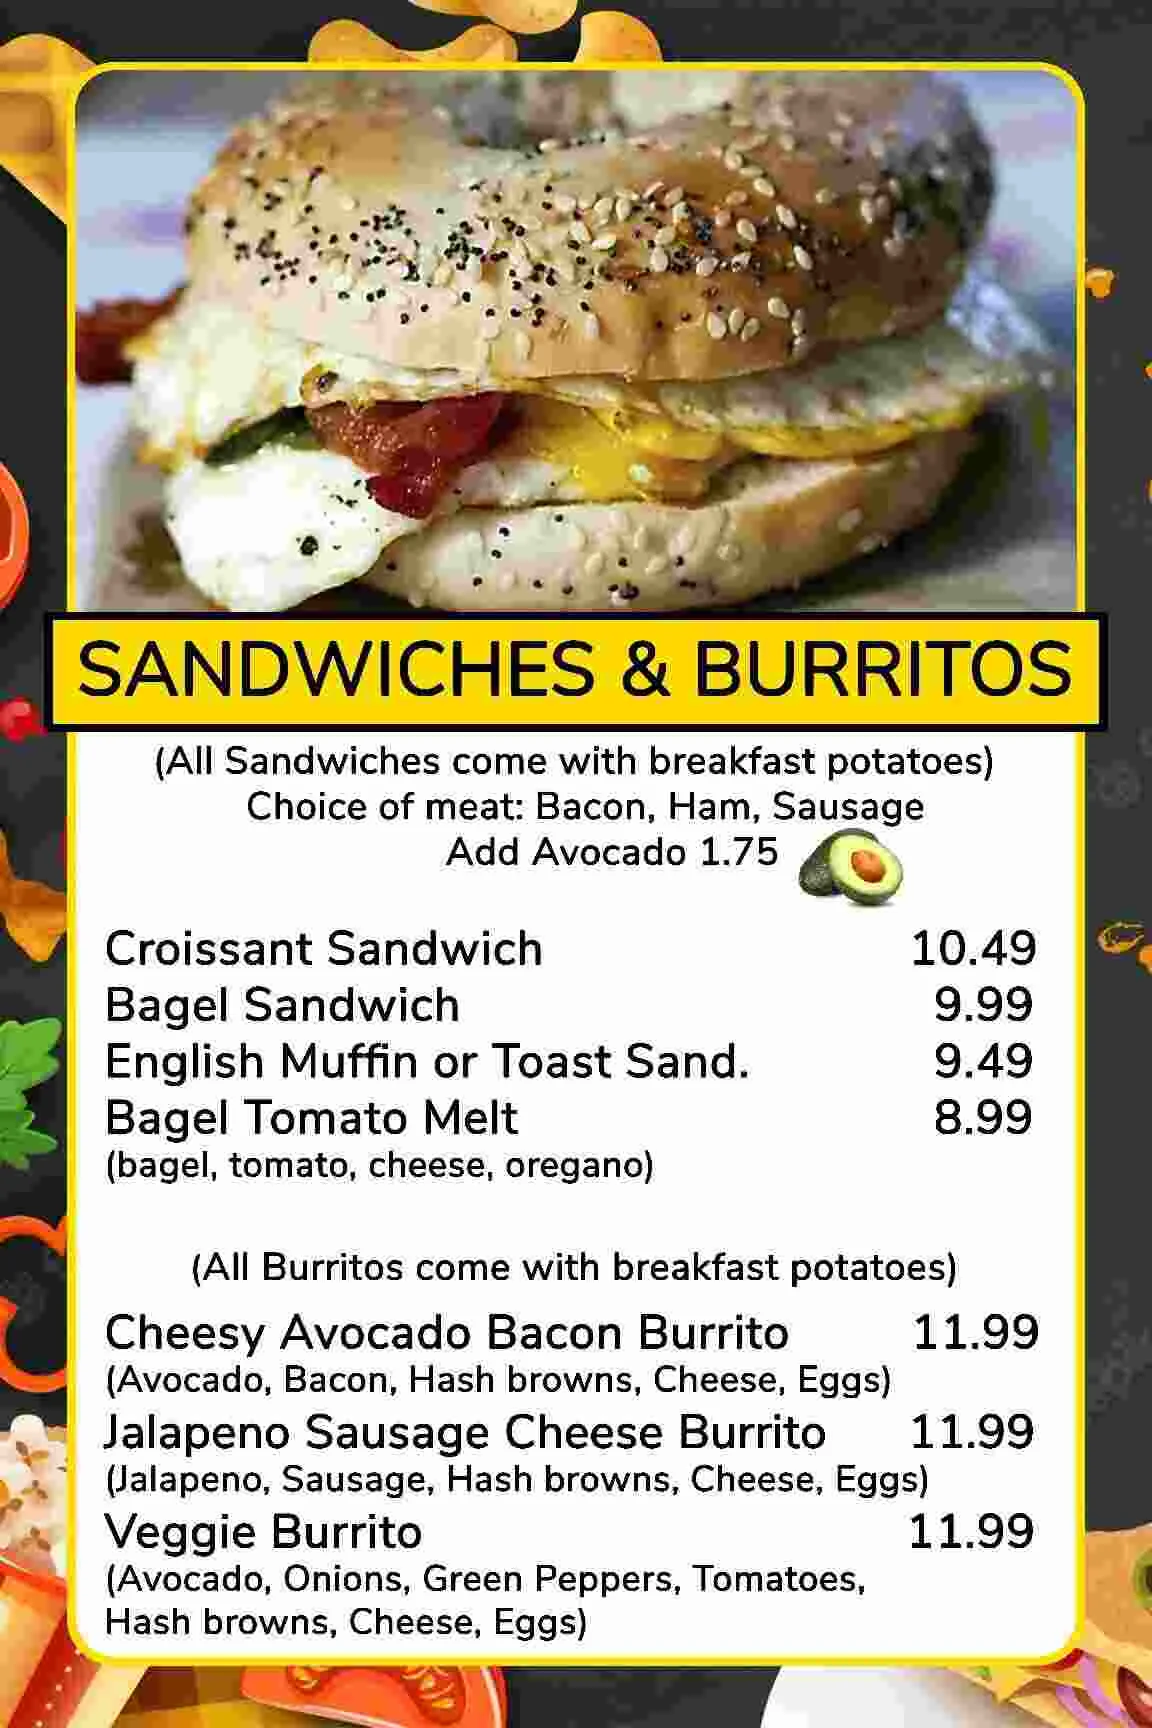 SANDWICHES & BURRITOS
(All Sandwiches come with breakfast potatoes)
Choice of meat: Bacon, Ham, Sausage
Add Avocado 1.75
Croissant Sandwich 10.49
Bagel Sandwich 9.99
English Muffin or Toast Sand. 9.49
Bagel Tomato Melt 8.99
(bagel, tomato, cheese, oregano)
(All Burritos come with breakfast potatoes)
Cheesy Avocado Bacon Burrito 11.99
(Avocado, Bacon, Hash browns, Cheese, Eggs)
Jalapeno Sausage Cheese Burrito 11.99
(Jalapeno, Sausage, Hash browns, Cheese, Eggs)
Veggie Burrito 11.99
(Avocado, Onions, Green Peppers, Tomatoes,
Hash browns, Cheese, Eggs)